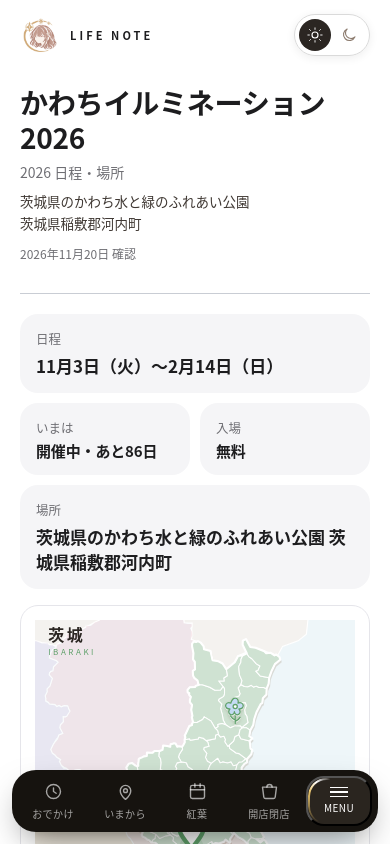 LIFE NOTE
かわちイルミネーション
2026
2026 日程・場所
茨城県のかわち水と緑のふれあい公園
茨城県稲敷郡河内町
2026年11月20日 確認
日程
11月3日（火）〜2月14日（日）
いまは
開催中・あと86日
入場
無料
場所
茨城県のかわち水と緑のふれあい公園 茨
城県稲敷郡河内町
茨城
IBARAKI
おでかけ
いまから
紅葉
開店閉店
MENU